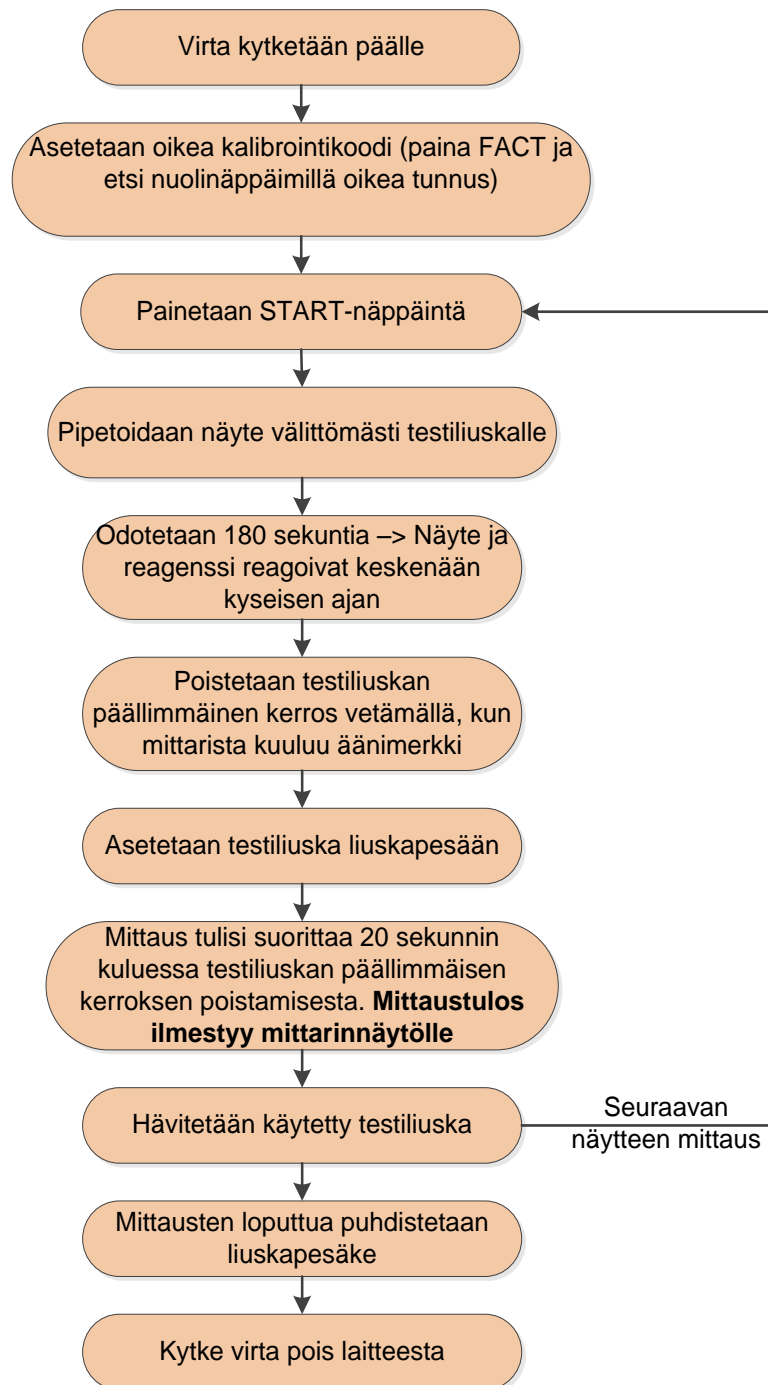 Virta kytketään päälle
Asetetaan oikea kalibrointikoodi (paina FACT ja
etsi nuolinäppäimillä oikea tunnus)
Painetaan START-näppäintä
Pipetoidaan näyte välittömästi testiliuskalle
Odotetaan 180 sekuntia –> Näyte ja
reagenssi reagoivat keskenään
kyseisen ajan
Poistetaan testiliuskan
päällimmäinen kerros vetämällä, kun
mittarista kuuluu äänimerkki
Asetetaan testiliuska liuskapesään
Mittaus tulisi suorittaa 20 sekunnin
kuluessa testiliuskan päällimmäisen
kerroksen poistamisesta. Mittaustulos
ilmestyy mittarinnäytölle
Hävitetään käytetty testiliuska
Seuraavan
näytteen mittaus
Mittausten loputtua puhdistetaan
liuskapesäke
Kytke virta pois laitteesta